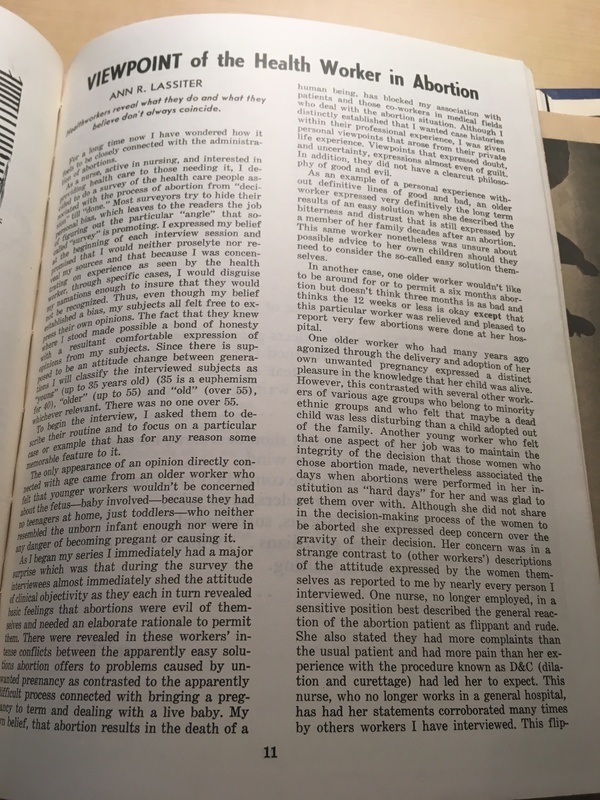 VIEWPOINT of the Health Worker in Abortion
ANN R. LASSITER
Healthworkers reveal what they do and what they
believe don't always coincide.
For a long time now I have wondered how it
is to be closely connected with the administra-
tion of abortions.
As a nurse, active in nursing, and interested in
health care to those needing it, I de-
to do a survey of the health care people as-
sociated with the process of abortion from "deci-
till "done." Most surveyors try to hide their
bias, which leaves to the readers the job
of figuring out the particular "angle" that so-
called "survey" is promoting. I expressed my belief
at the beginning of each interview session and
promised that I would neither proselyte nor re-
my sources and that because I was concen-
trating on experience as seen by the health
worker, through specific cases, I would disguise
my narrations enough to insure that they would
not be recognized. Thus, even though my belief
established a bias, my subjects all felt free to ex-
press their own opinions. The fact that they knew
where I stood made possible a bond of honesty
with a resultant comfortable expression of
opinions from my subjects. Since there is sup-
posed to be an attitude change between genera-
tions I will classify the interviewed subjects as
"young" (up to 35 years old) (35 is a euphemism
for 40), "older" (up to 55) and "old" (over 55),
whichever relevant. There was no one over 55.
To begin the interview, I asked them to de-
scribe their routine and to focus on a particular
case or example that has for any reason some
memorable feature to it.
The only appearance of an opinion directly con-
nected with age came from an older worker who
felt that younger workers wouldn't be concerned
about the fetus—baby involved—because they had
no teenagers at home, just toddlers—who neither
resembled the unborn infant enough nor were in
any danger of becoming pregant or causing it.
As I began my series I immediately had a major
surprise which was that during the survey the
interviewees almost immediately shed the attitude
of clinical objectivity as they each in turn revealed
basic feelings that abortions were evil of them-
selves and needed an elaborate rationale to permit
them. There were revealed in these workers' in-
tense conflicts between the apparently easy solu-
tions abortion offers to problems caused by un-
wanted pregnancy as contrasted to the apparently
difficult process connected with bringing a preg-
nancy to term and dealing with a live baby. My
own belief, that abortion results in the death of a
human being, has blocked my association with
patients and those co-workers in medical fields
who deal with the abortion situation. Although I
distinctly established that I wanted case histories
within their professional experience, I was given
personal viewpoints that arose from their private
life experience. Viewpoints that expressed doubt,
and uncertainty, expressions almost even of guilt.
In addition, they did not have a clearcut philoso-
phy of good and evil.
As an example of a personal experience with-
out definitive lines of good and bad, an older
worker expressed very definitively the long term
results of an easy solution when she described the
bitterness and distrust that is still expressed by
a member of her family decades after an abortion.
This same worker nonetheless was unsure about
possible advice to her own children should they
need to consider the so-called easy solution them-
selves.
In another case, one older worker wouldn't like
to be around for or to permit a six months abor-
tion but doesn't think three months is as bad and
thinks the 12 weeks or less is okay except that
this particular worker was relieved and pleased to
report very few abortions were done at her hos-
pital.
One older worker who had many years ago
agonized through the delivery and adoption of her
own unwanted pregnancy expressed a distinct
pleasure in the knowledge that her child was alive.
However, this contrasted with several other work-
ers of various age groups who belong to minority
ethnic groups and who felt that maybe a dead
child was less disturbing than a child adopted out
of the family. Another young worker who felt
that one aspect of her job was to maintain the
integrity of the decision that those women who
chose abortion made, nevertheless associated the
days when abortions were performed in her in-
stitution as "hard days" for her and was glad to
get them over with. Although she did not share
in the decision-making process of the women to
be aborted she expressed deep concern over the
gravity of their decision. Her concern was in a
strange contrast to (other workers') descriptions
of the attitude expressed by the women them-
selves as reported to me by nearly every person I
interviewed. One nurse, no longer employed, in a
sensitive position best described the general reac-
tion of the abortion patient as flippant and rude.
She also stated they had more complaints than
the usual patient and had more pain than her ex-
perience with the procedure known as D&C (dila-
tion and curettage) had led her to expect. This
nurse, who no longer works in a general hospital,
has had her statements corroborated many times
by others workers I have interviewed. This flip-
11